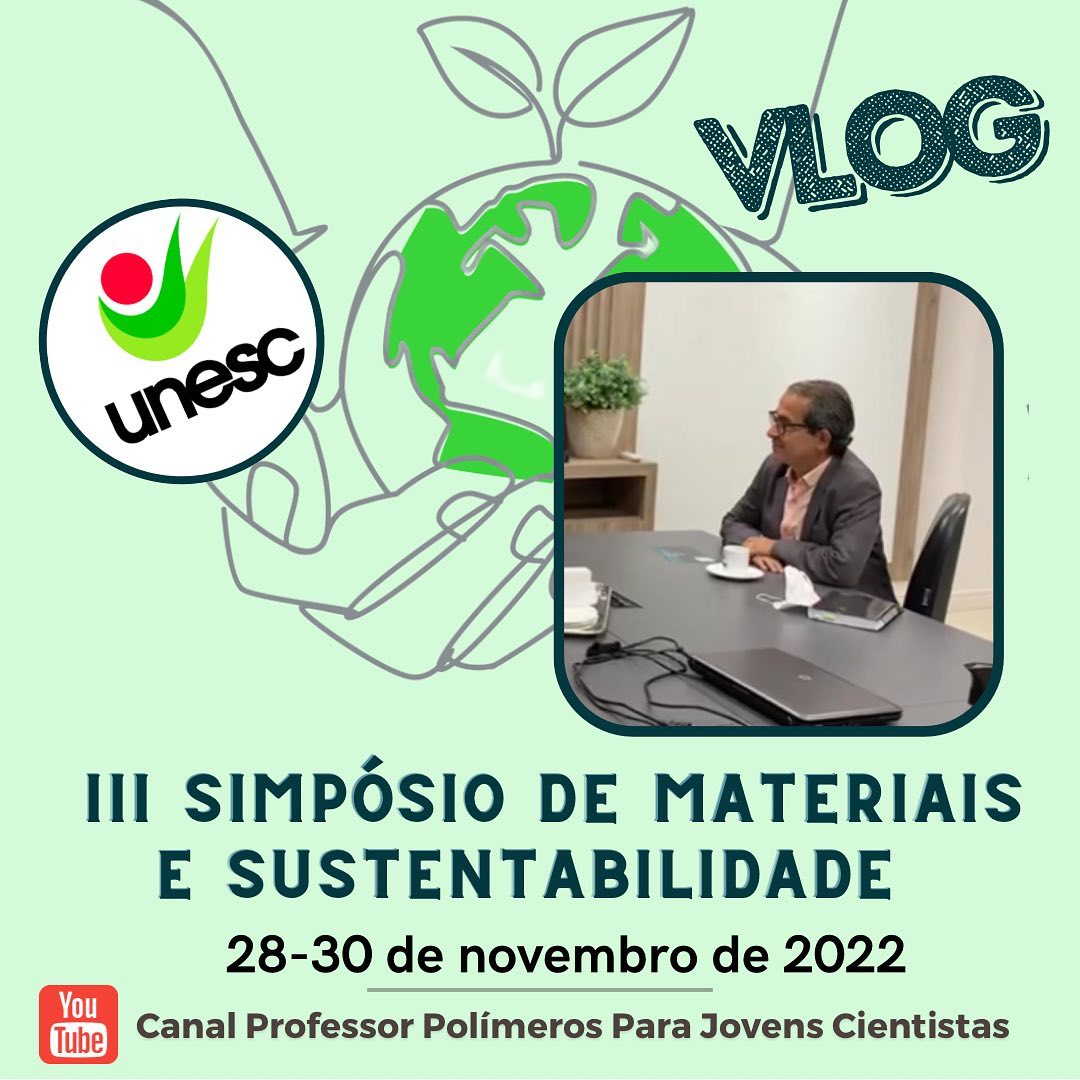 VLOG
unesc
III SIMPÓSIO DE MATERIAIS
E SUSTENTABILIDADE
28-30 de novembro de 2022
You
Tube
Canal Professor Polímeros Para Jovens Cientistas